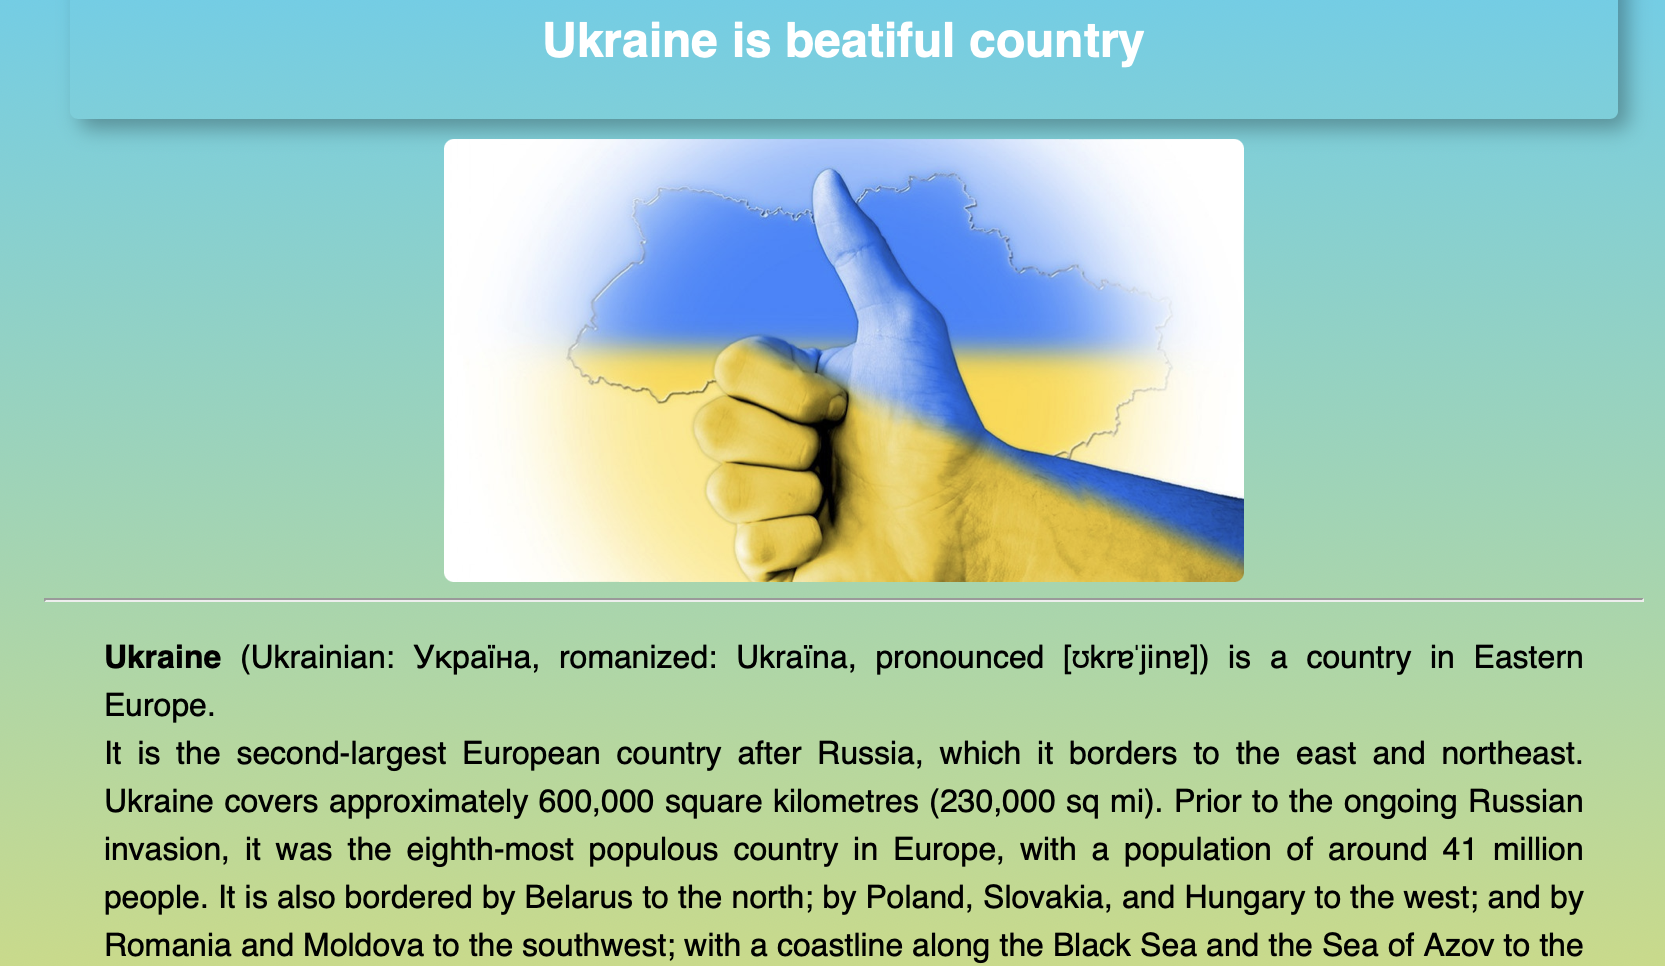 Ukraine is beatiful country
Ukraine (Ukrainian: Україна, romanized: Ukraïna, pronounced [ʊkrɐˈjinɐ]) is a country in Eastern
Europe.
It is the second-largest European country after Russia, which it borders to the east and northeast.
Ukraine covers approximately 600,000 square kilometres (230,000 sq mi). Prior to the ongoing Russian
invasion, it was the eighth-most populous country in Europe, with a population of around 41 million
people. It is also bordered by Belarus to the north; by Poland, Slovakia, and Hungary to the west; and by
Romania and Moldova to the southwest; with a coastline along the Black Sea and the Sea of Azov to the